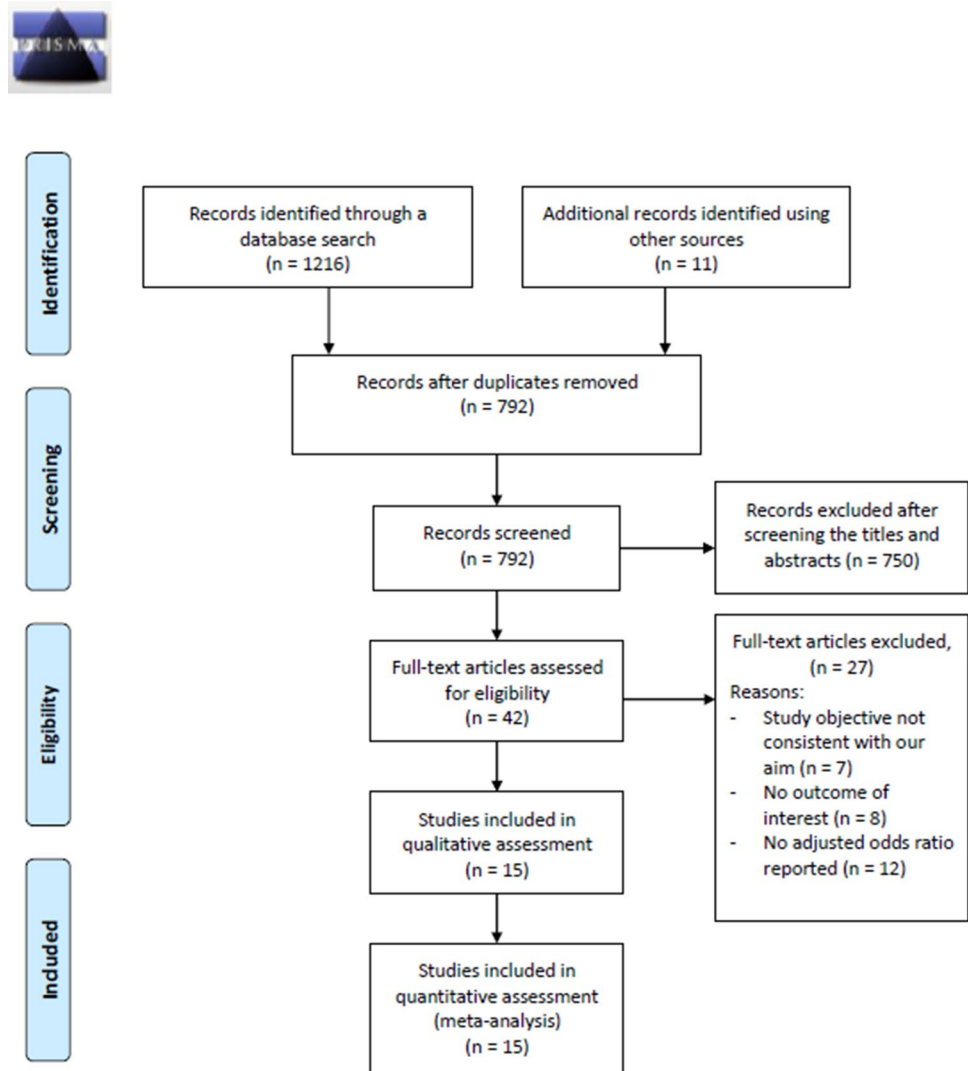 PRISMA
Identification
Records identified through a
database search
(n = 1216)
Additional records identified using
other sources
(n = 11)
Records after duplicates removed
(n = 792)
Screening
Records screened
(n = 792)
Records excluded after
screening the titles and
abstracts (n = 750)
Eligibility
Full-text articles assessed
for eligibility
(n = 42)
Full-text articles excluded,
(n = 27)
Reasons:
- Study objective not
consistent with our
aim (n = 7)
- No outcome of
interest (n = 8)
- No adjusted odds ratio
reported (n = 12)
Studies included in
qualitative assessment
(n = 15)
Included
Studies included in
quantitative assessment
(meta-analysis)
(n = 15)